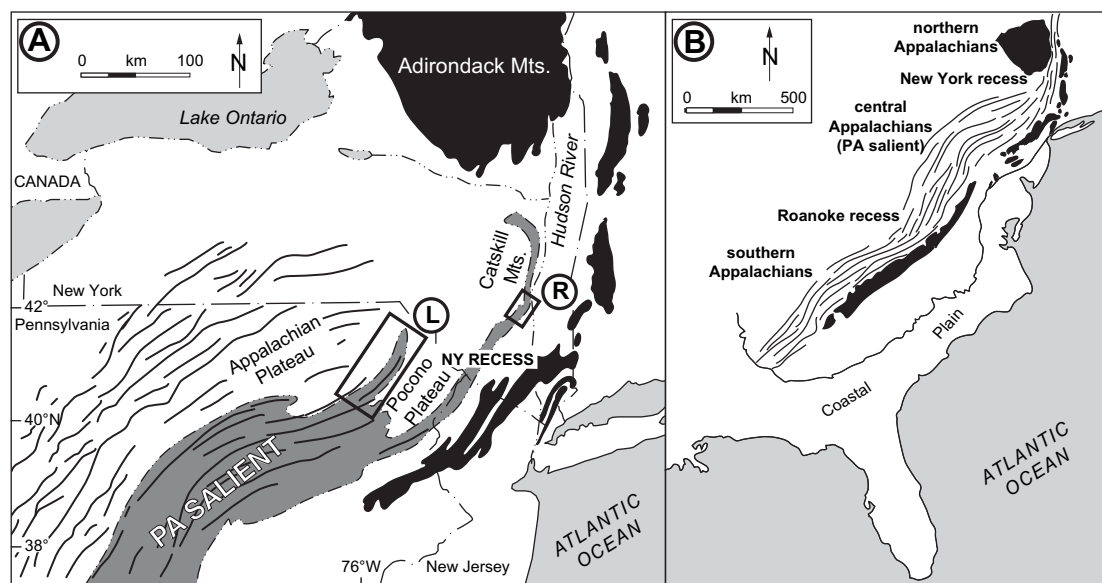 A
0 km 100
N
Lake Ontario
Adirondack Mts.
CANADA
Hudson River
Catskill
Mts.
R
New York
42°
Pennsylvania
L
Appalachian
Plateau
NY RECESS
Pocono
Plateau
40°N
PA SALIENT
ATLANTIC
OCEAN
38°
76°W
New Jersey
B
N
0 km 500
northern
Appalachians
New York recess
central
Appalachians
(PA salient)
Roanoke recess
southern
Appalachians
Coastal
Plain
ATLANTIC
OCEAN